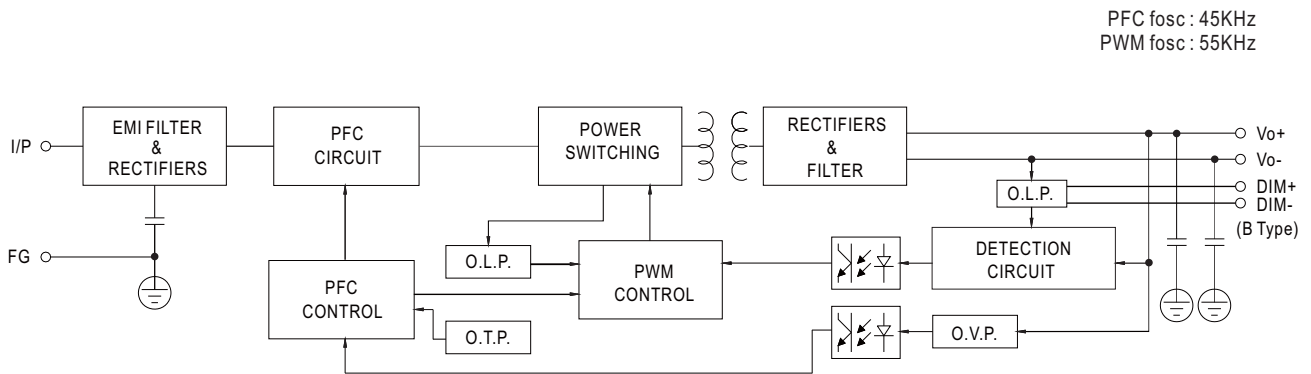 PFC fosc : 45KHz
PWM fosc : 55KHz
I/P
EMI FILTER
&
RECTIFIERS
PFC
CIRCUIT
POWER
SWITCHING
RECTIFIERS
&
FILTER
Vo+
Vo-
DIM+
DIM-
(B Type)
O.L.P.
FG
O.L.P.
PFC
CONTROL
PWM
CONTROL
DETECTION
CIRCUIT
O.T.P.
O.V.P.